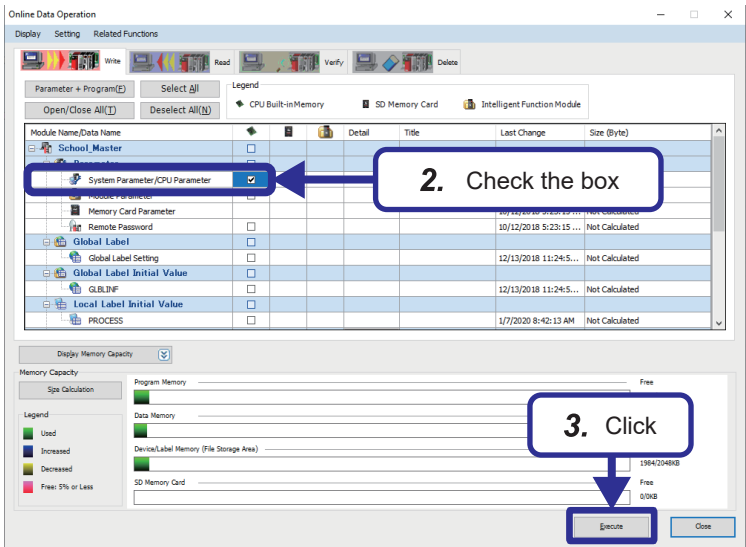 Online Data Operation
Display Setting Related Functions
Write Read Verify Delete
Parameter + Program(F) Select All
Open/Close All(T) Deselect All(N)
Legend
CPU Built-in Memory SD Memory Card Intelligent Function Module
Module Name/Data Name Detail Title Last Change Size (Byte)
School_Master
Parameter
System Parameter/CPU Parameter
2. Check the box
Module Parameter
Memory Card Parameter 10/12/2018 5:23:15 ... Not Calculated
Remote Password 10/12/2018 5:23:15 ... Not Calculated
Global Label
Global Label Setting 12/13/2018 11:24:5... Not Calculated
Global Label Initial Value
GLBLINF 12/13/2018 11:24:5... Not Calculated
Local Label Initial Value
PROCESS 1/7/2020 8:42:13 AM Not Calculated
Display Memory Capacity
Memory Capacity
Size Calculation
Legend
Used
Increased
Decreased
Free: 5% or Less
Program Memory Free
Data Memory
3. Click
Device/Label Memory (File Storage Area)
1984/2048KB
SD Memory Card Free
0/0KB
Execute Close